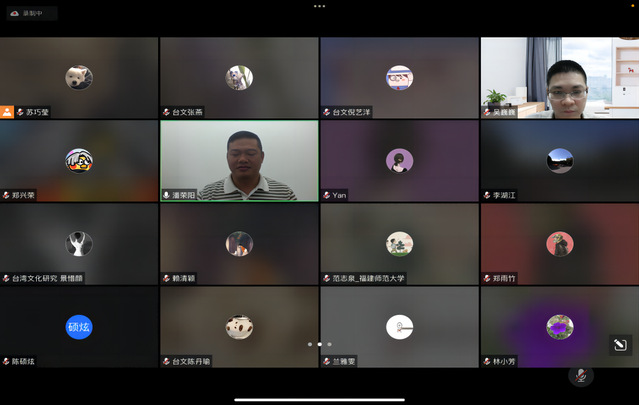 录制中
苏巧莹
台文张燕
台文倪艺洋
吴巍巍
郑兴荣
潘荣阳
Yan
李湖江
台湾文化研究 景惜颜
赖清颖
范志泉_福建师范大学
郑雨竹
硕炫
陈硕炫
台文陈丹瑜
兰雅雯
林小芳